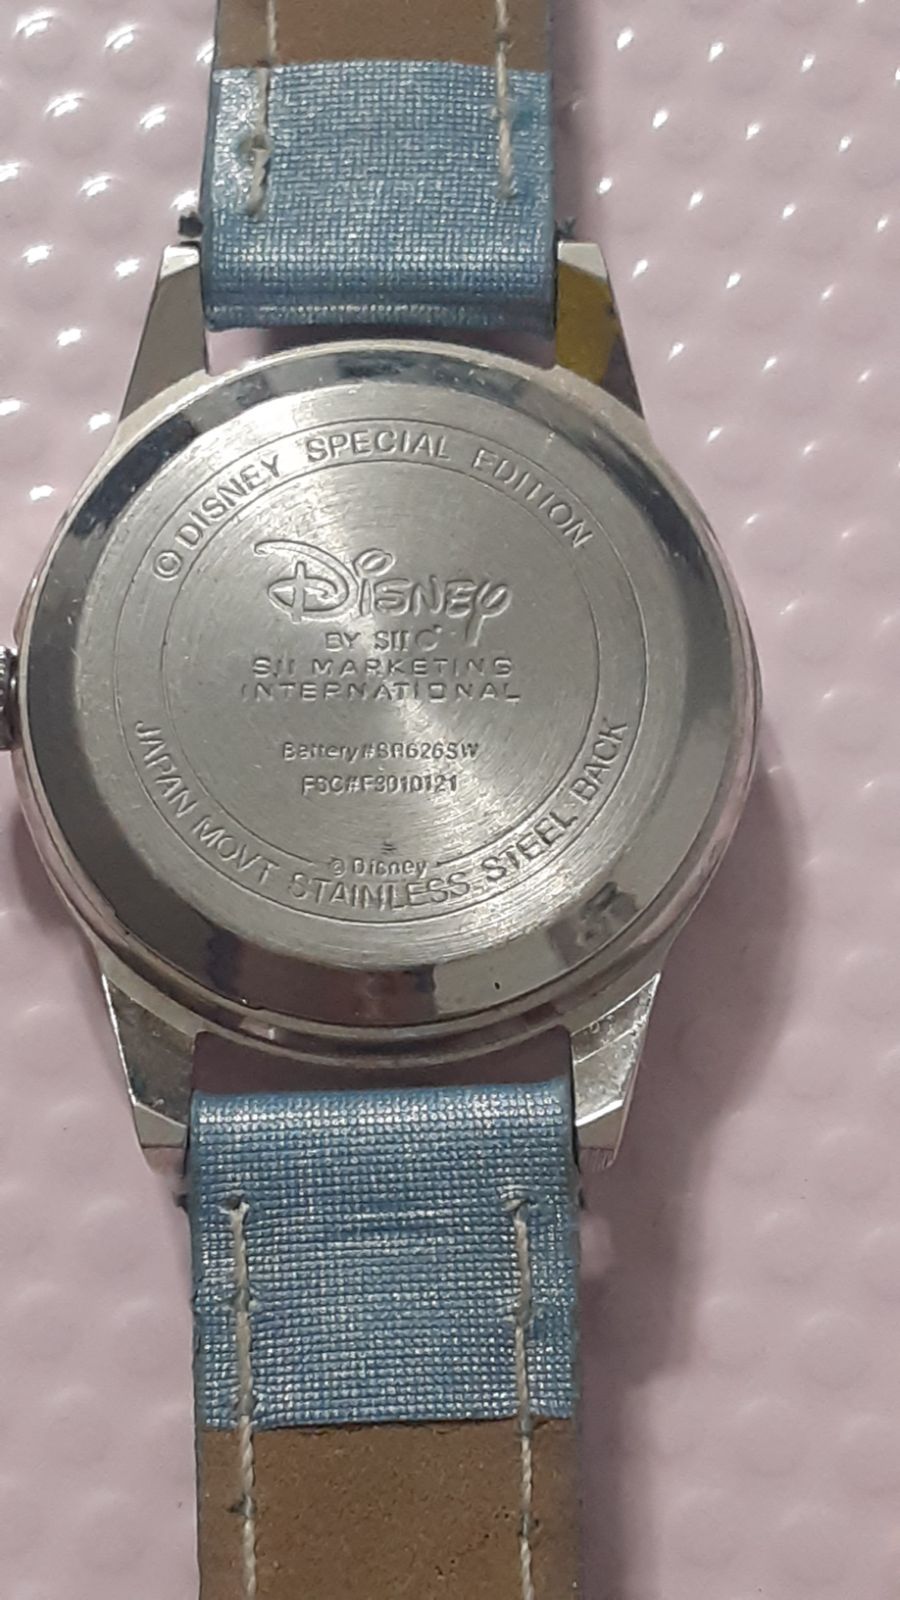 © DISNEY SPECIAL EDITION
Disney
BY SII
SII MARKETING
INTERNATIONAL
Battery#SR626SW
FSC#F3010121
© Disney
JAPAN MOVT STAINLESS STEEL BACK